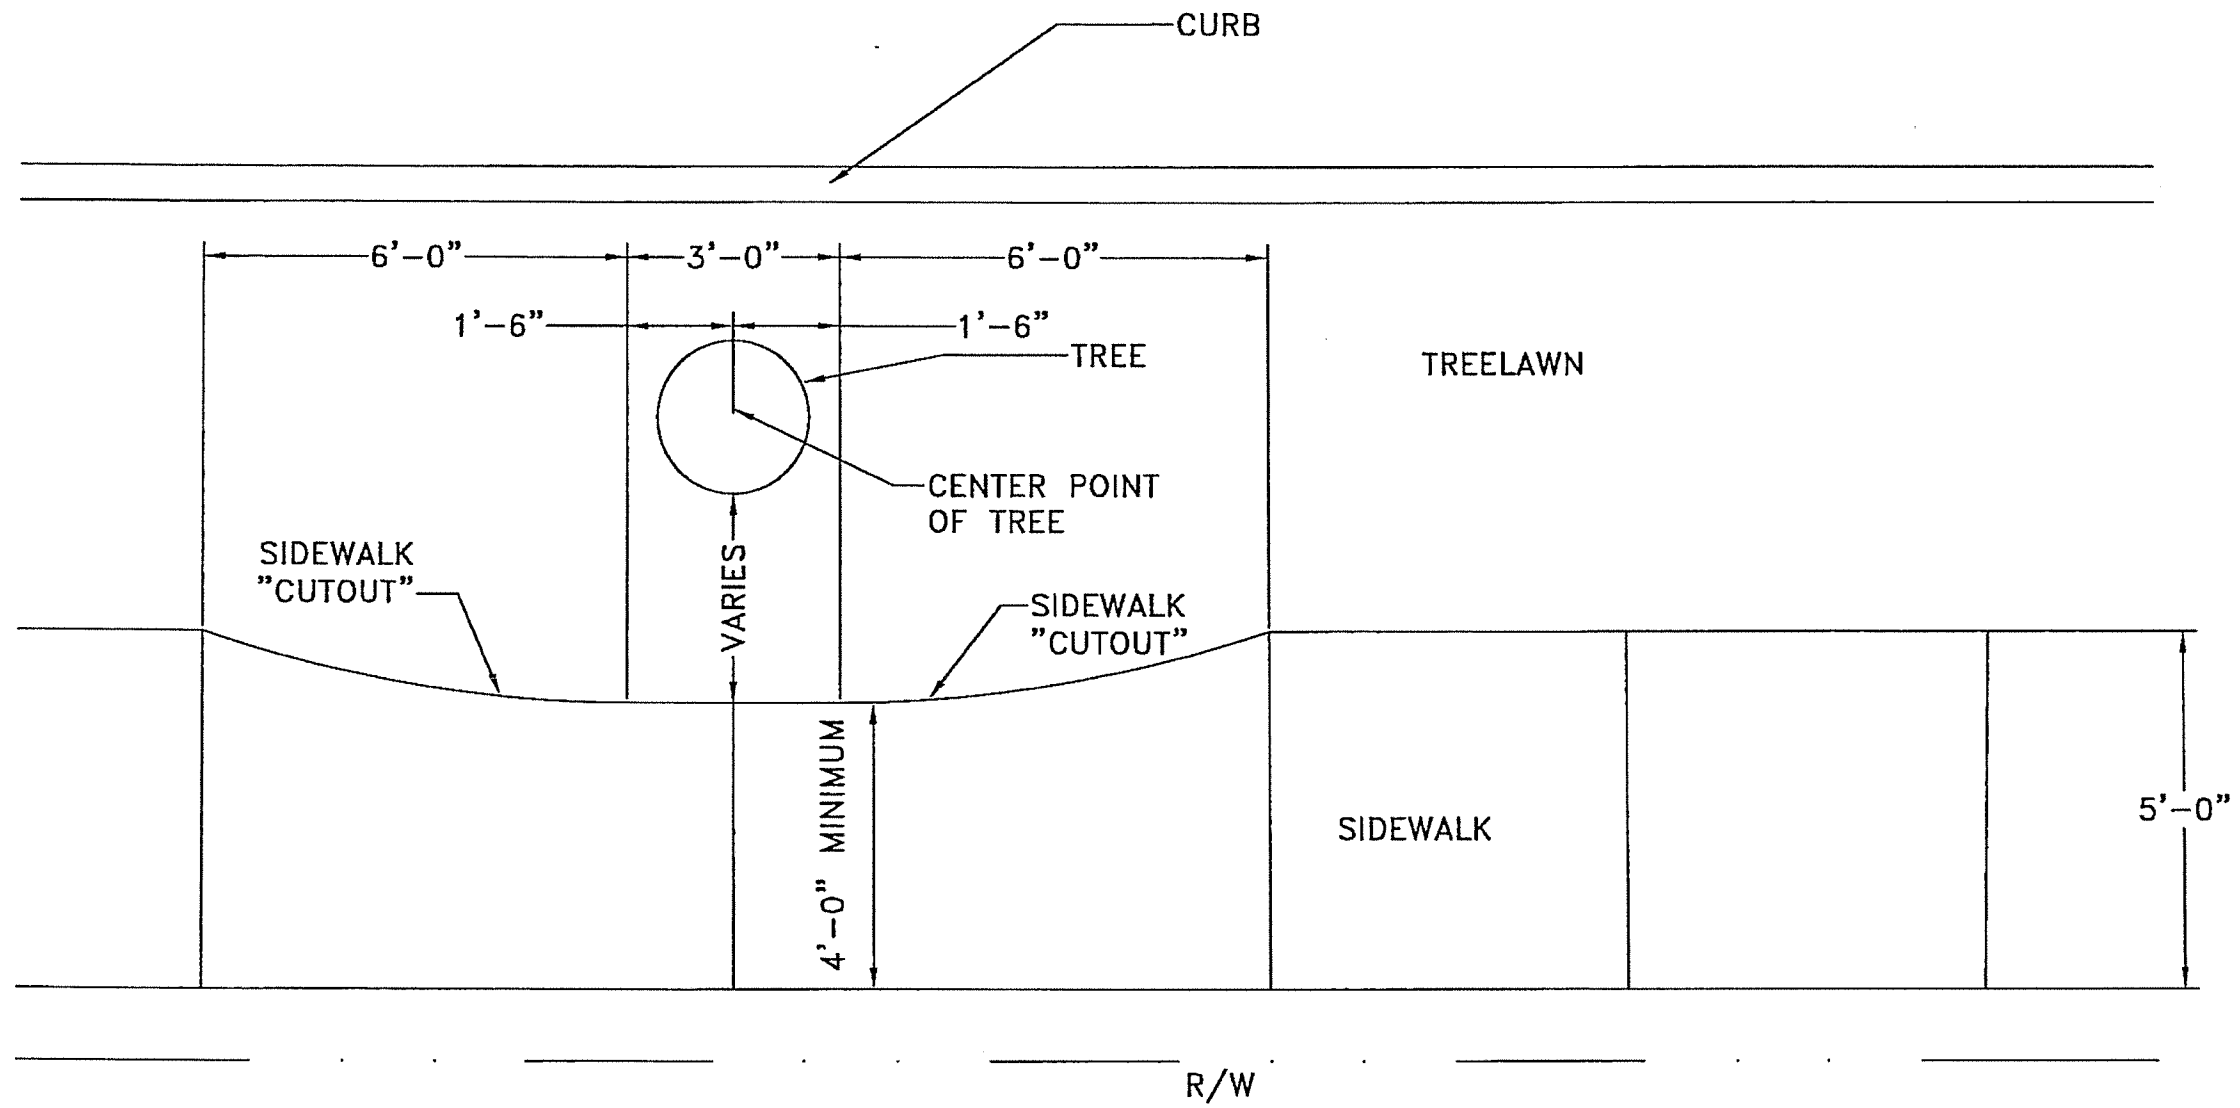 CURB
6'-0"
3'-0"
6'-0"
1'-6"
1'-6"
TREE
TREELAWN
CENTER POINT
OF TREE
SIDEWALK
"CUTOUT"
VARIES
SIDEWALK
"CUTOUT"
4'-0" MINIMUM
SIDEWALK
5'-0"
R/W